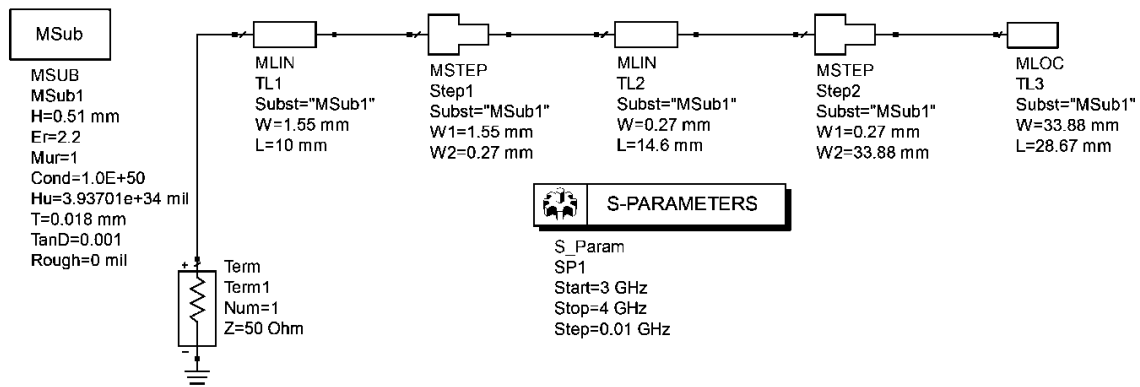 MSub
MSUB
MSub1
H=0.51 mm
Er=2.2
Mur=1
Cond=1.0E+50
Hu=3.93701e+34 mil
T=0.018 mm
TanD=0.001
Rough=0 mil
+
Term
Term1
Num=1
Z=50 Ohm
-
MLIN
TL1
Subst="MSub1"
W=1.55 mm
L=10 mm
MSTEP
Step1
Subst="MSub1"
W1=1.55 mm
W2=0.27 mm
MLIN
TL2
Subst="MSub1"
W=0.27 mm
L=14.6 mm
MSTEP
Step2
Subst="MSub1"
W1=0.27 mm
W2=33.88 mm
MLOC
TL3
Subst="MSub1"
W=33.88 mm
L=28.67 mm
S-PARAMETERS
S_Param
SP1
Start=3 GHz
Stop=4 GHz
Step=0.01 GHz